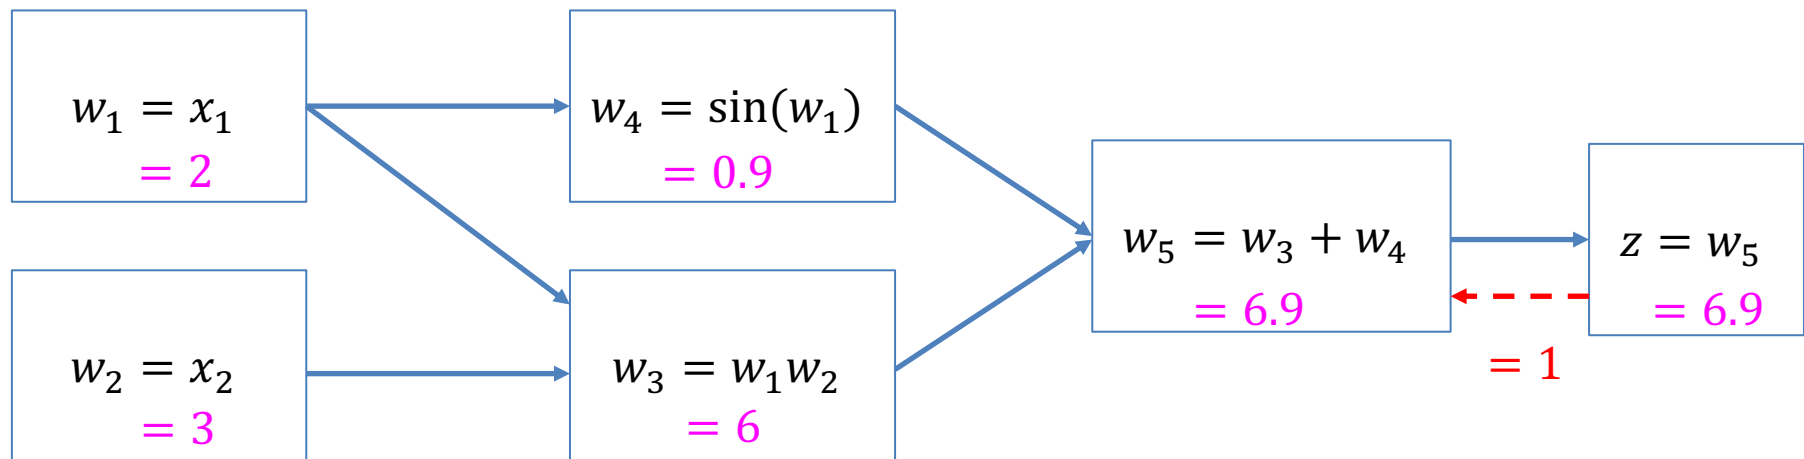 w₁ = x₁
= 2
w₄ = sin(w₁)
= 0.9
w₂ = x₂
= 3
w₃ = w₁w₂
= 6
w₅ = w₃ + w₄
= 6.9
z = w₅
= 6.9
= 1